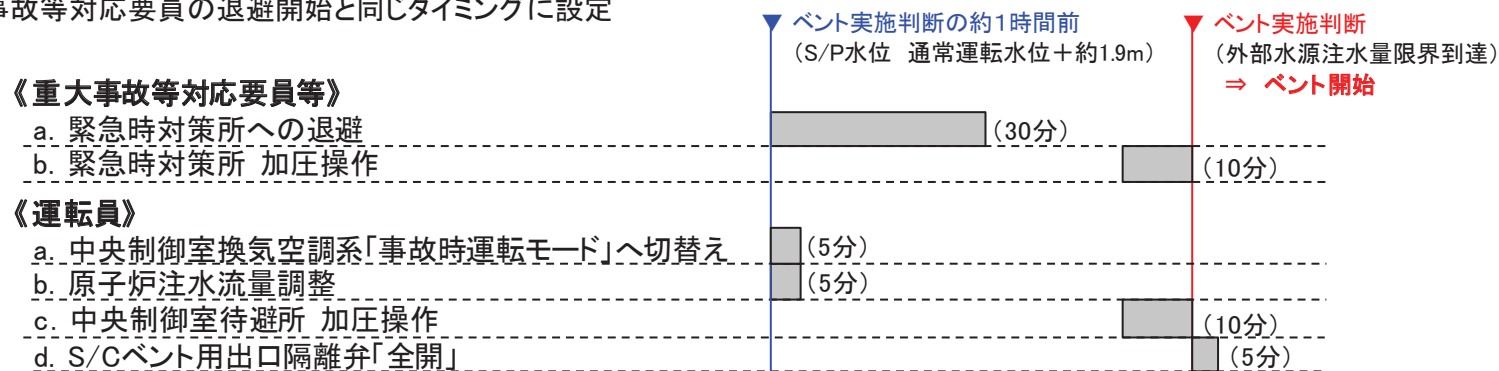 事故等対応要員の退避開始と同じタイミングに設定
▼ ベント実施判断の約1時間前
(S/P水位 通常運転水位+約1.9m)
▼ ベント実施判断
(外部水源注水量限界到達)
⇒ ベント開始
《重大事故等対応要員等》
a. 緊急時対策所への退避
(30分)
b. 緊急時対策所 加圧操作
(10分)
《運転員》
a. 中央制御室換気空調系「事故時運転モード」へ切替え
(5分)
b. 原子炉注水流量調整
(5分)
c. 中央制御室待避所 加圧操作
(10分)
d. S/Cベント用出口隔離弁「全開」
(5分)